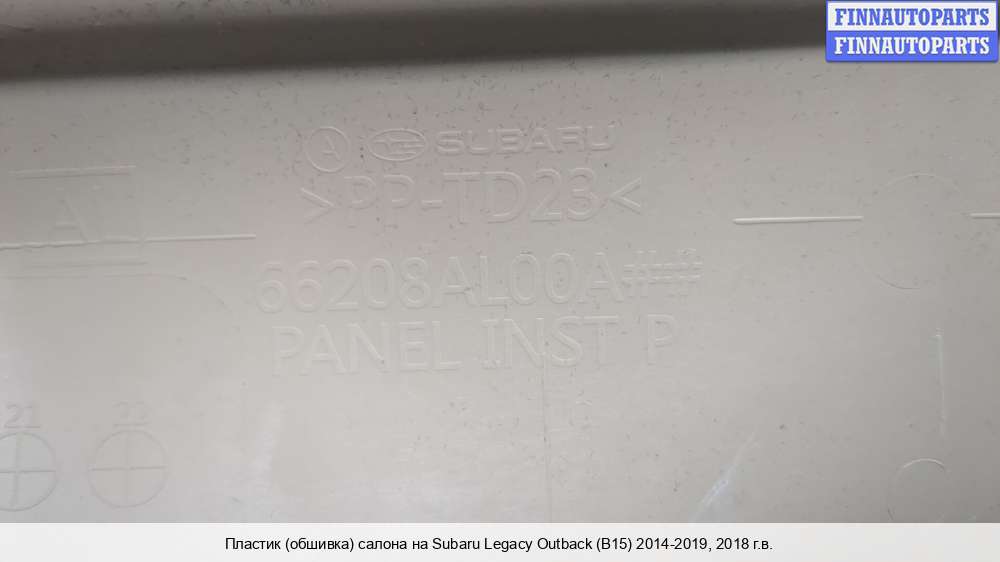 FINNAUTOPARTS
FINNAUTOPARTS
A SUBARU
>PP-TD23<
A
66208AL00A##
PANEL INST P
21 22
Пластик (обшивка) салона на Subaru Legacy Outback (B15) 2014-2019, 2018 г.в.